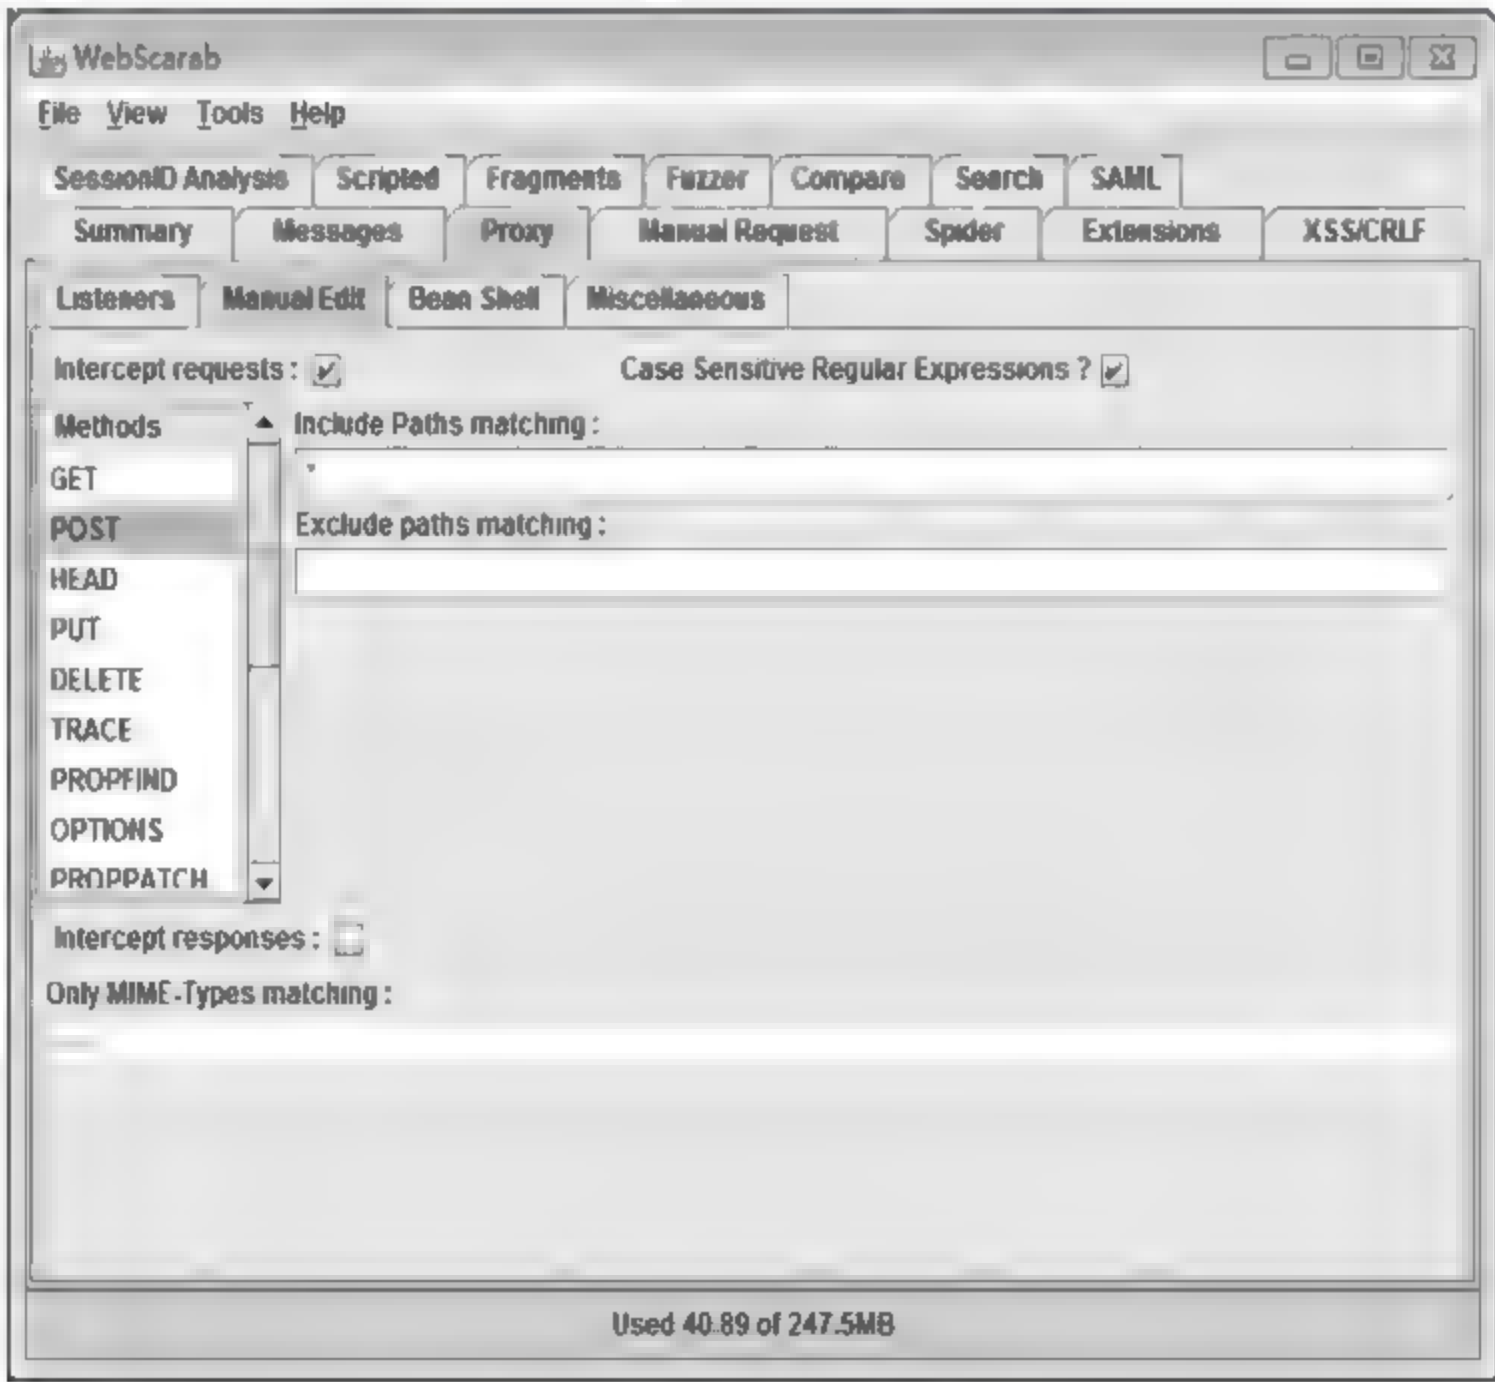 WebScarab
File View Tools Help
SessionID Analysis Scripted Fragments Fuzzer Compare Search SAML
Summary Messages Proxy Manual Request Spider Extensions XSS/CRLF
Listeners Manual Edit Bean Shell Miscellaneous
Intercept requests : Case Sensitive Regular Expressions ?
Methods
Include Paths matching :
GET
POST
Exclude paths matching :
HEAD
PUT
DELETE
TRACE
PROPFIND
OPTIONS
PROPPATCH
Intercept responses :
Only MIME-Types matching :
Used 40.89 of 247.5MB